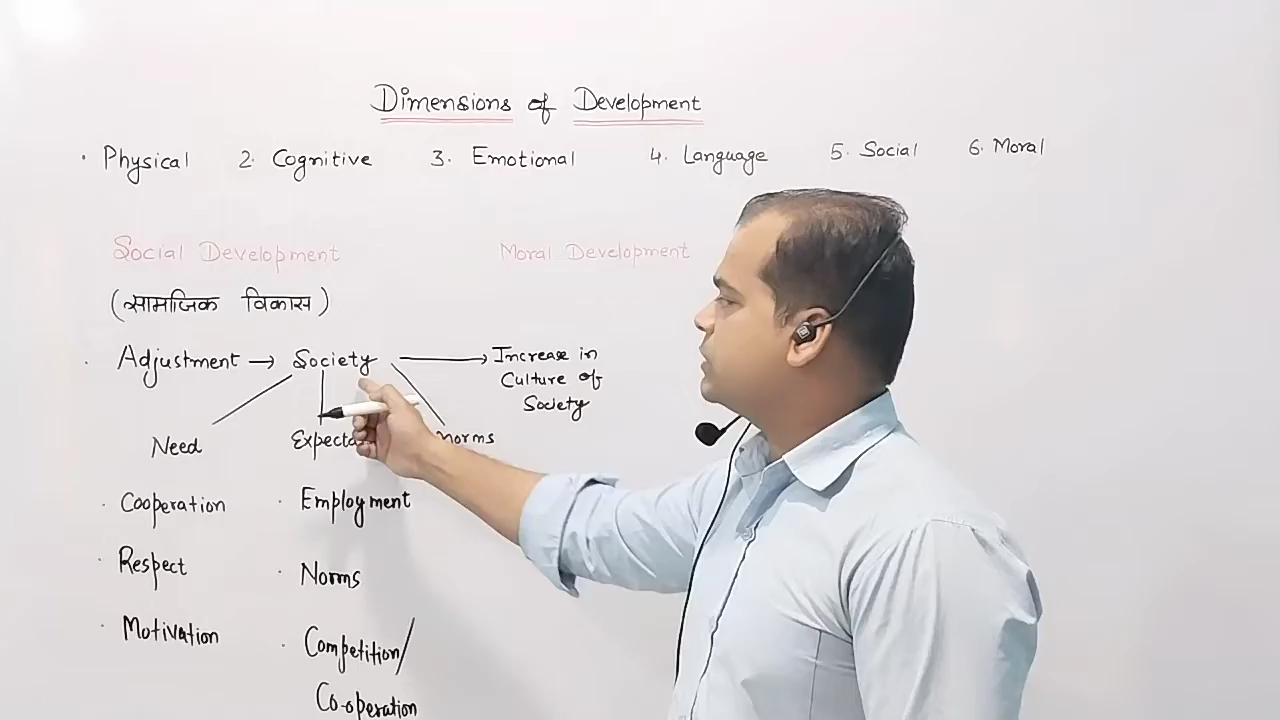 Dimensions of Development
· Physical 2. Cognitive 3. Emotional 4. Language 5. Social 6. Moral
Social Development
(सामाजिक विकास)
· Adjustment → Society → Increase in
Culture of
Society
Need
Norms
· Cooperation
· Respect
· Motivation
· Employment
· Norms
· Competition/
Co-operation
Moral Development